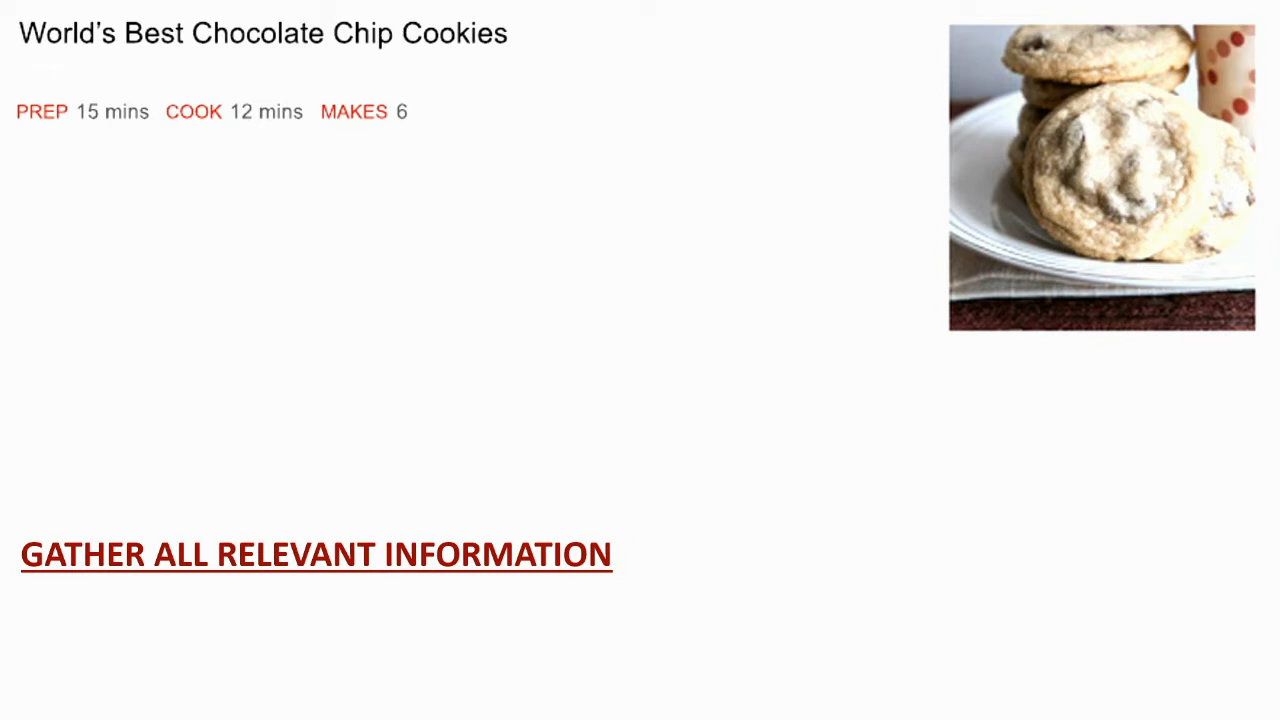 World’s Best Chocolate Chip Cookies
PREP 15 mins COOK 12 mins MAKES 6
GATHER ALL RELEVANT INFORMATION